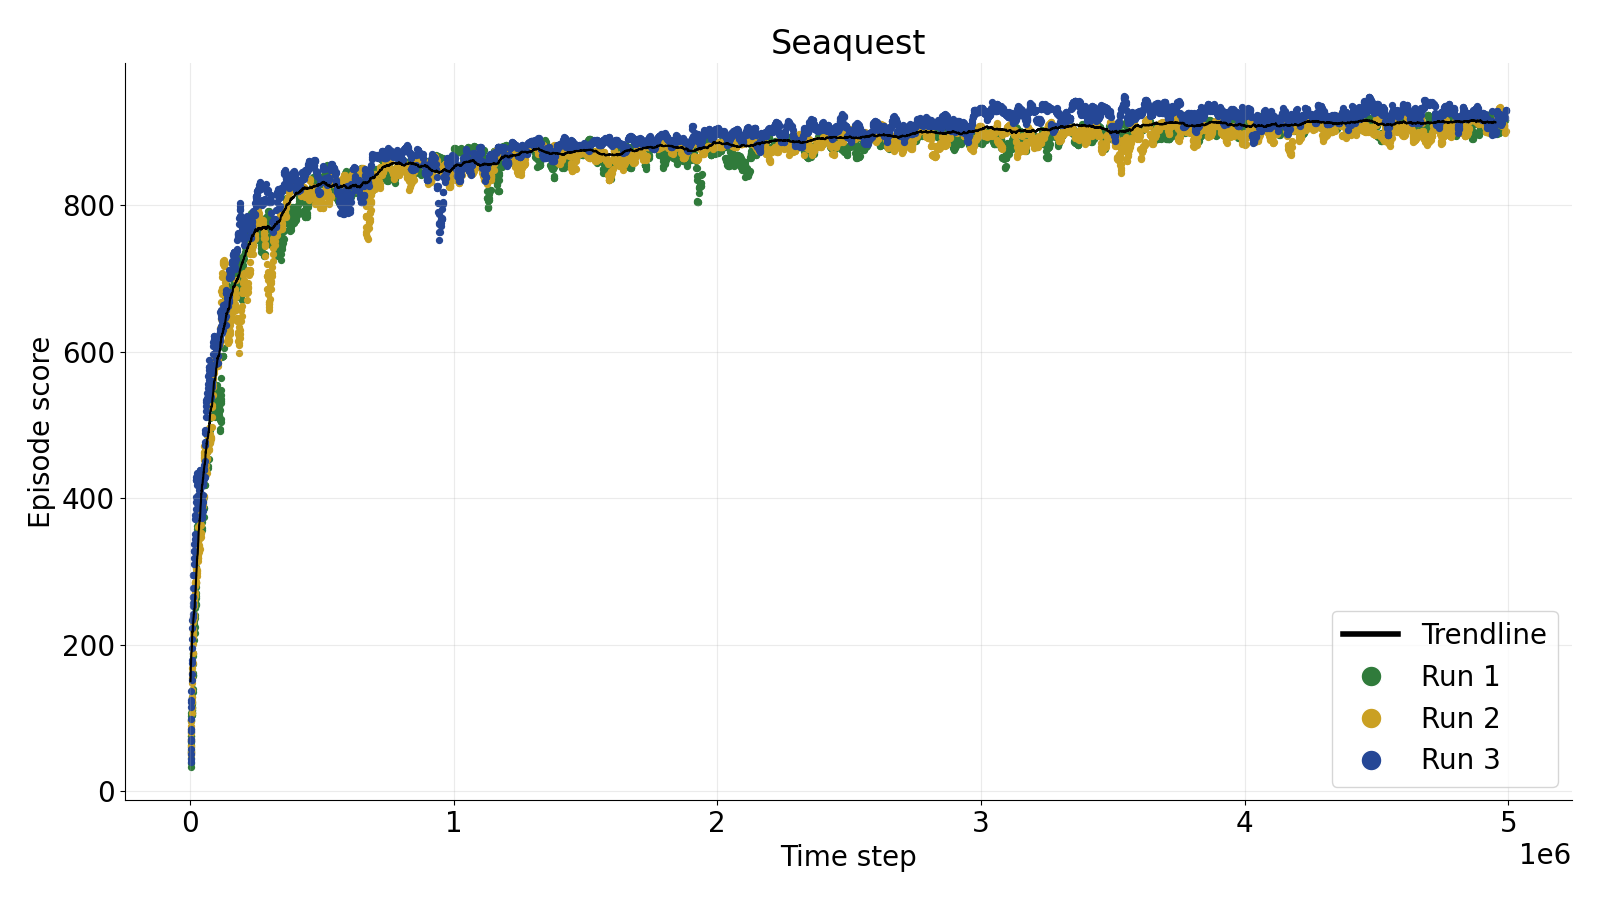 Seaquest
Episode score
800
600
400
200
0
0 1 2 3 4 5
1e6
Time step
Trendline
Run 1
Run 2
Run 3